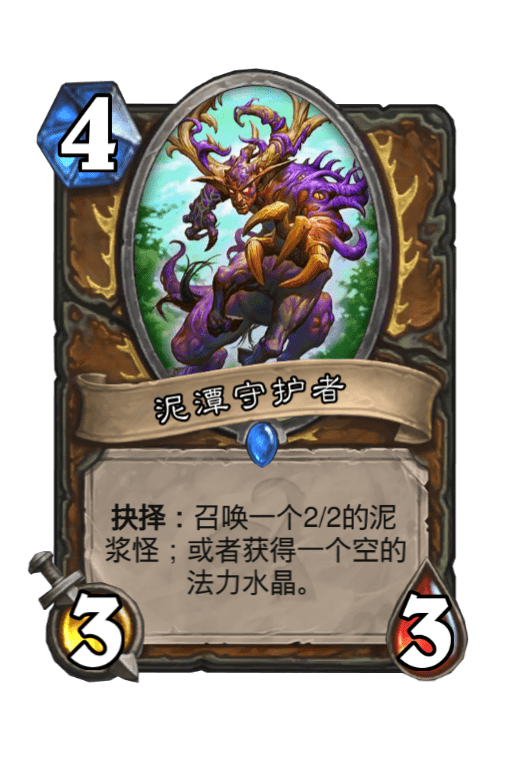 4
泥潭守护者
抉择：召唤一个2/2的泥
浆怪；或者获得一个空的
法力水晶。
3
3